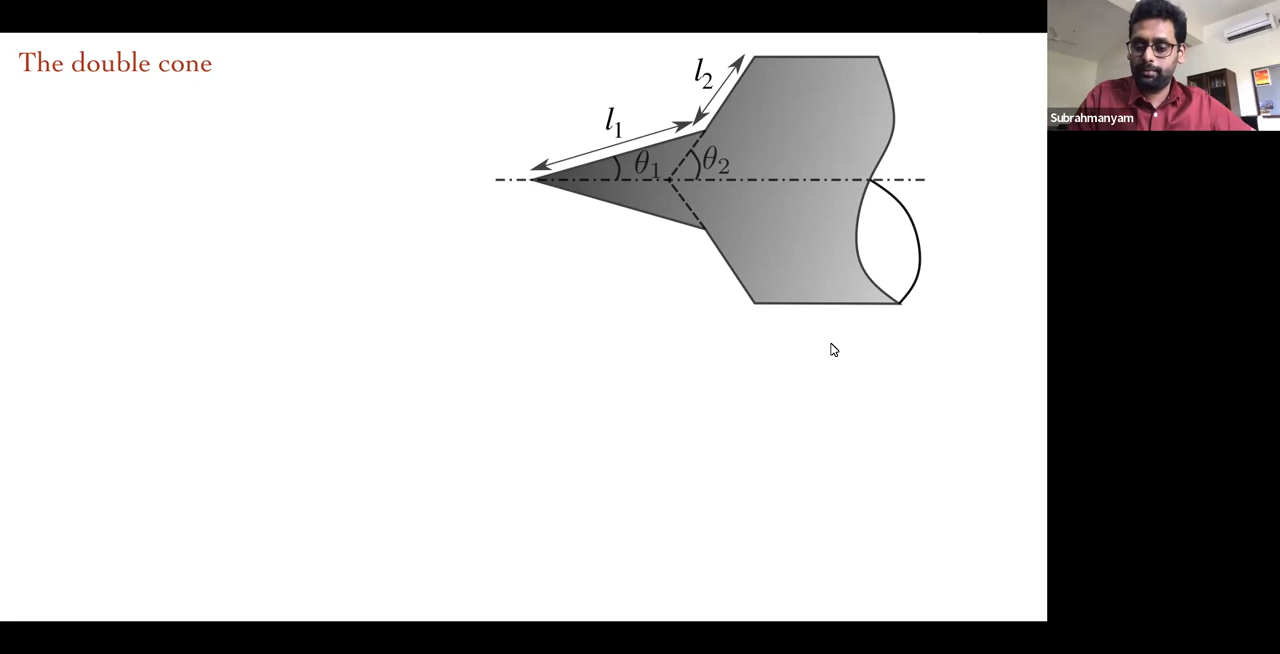 The double cone
l₂
l₁
θ₁
θ₂
Subrahmanyam